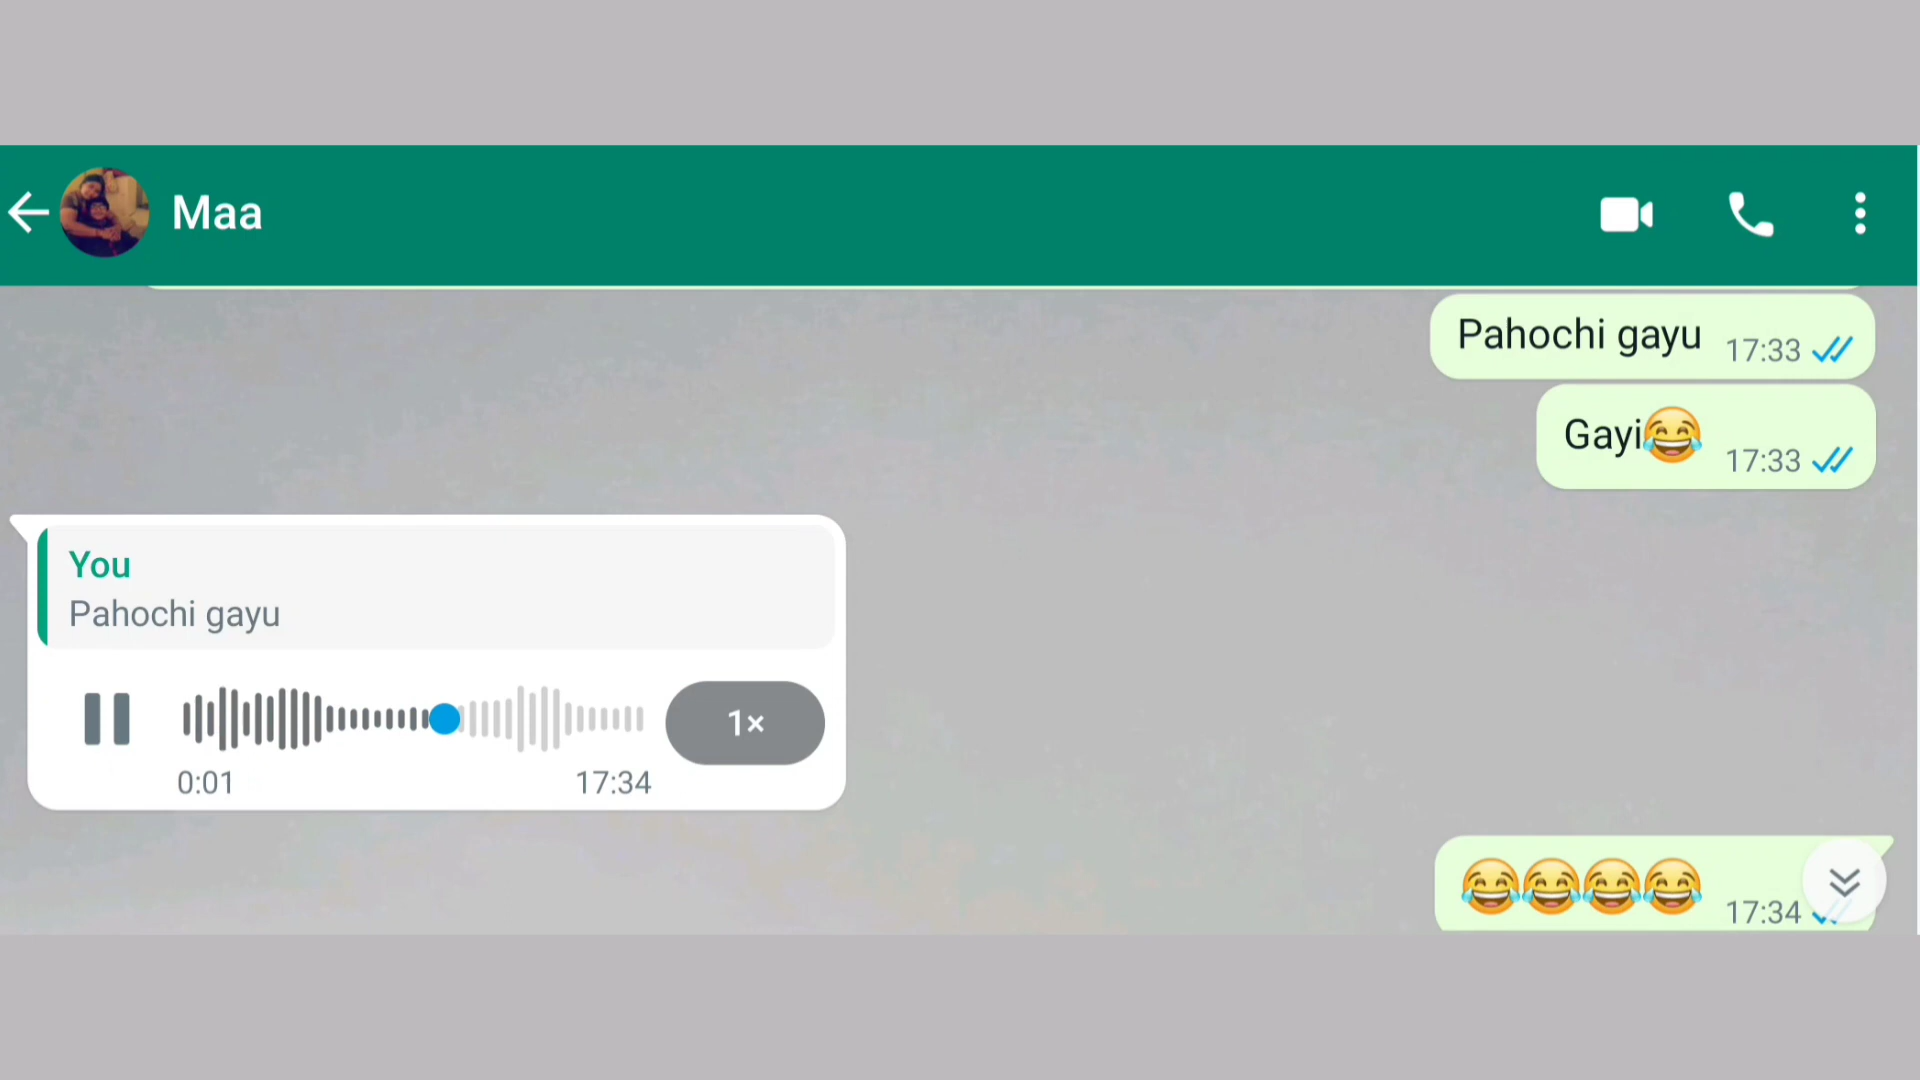 Maa
Pahochi gayu 17:33
Gayi😂 17:33
You
Pahochi gayu
1×
0:01 17:34
😂😂😂😂 17:34